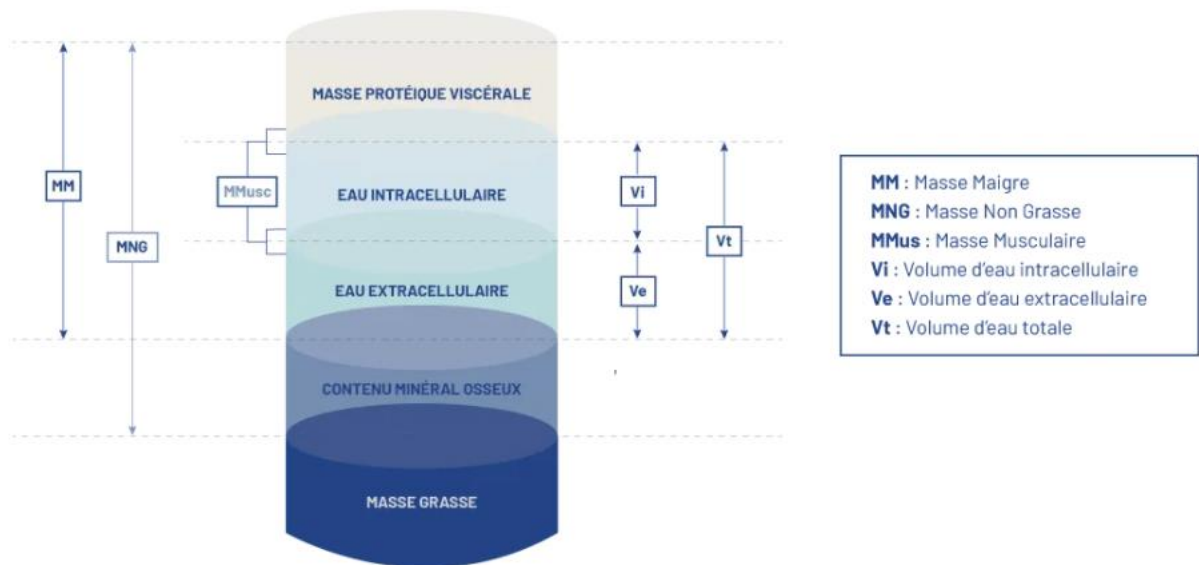 MASSE PROTÉIQUE VISCÉRALE
MM
MMusc
EAU INTRACELLULAIRE
Vi
MNG
Vt
EAU EXTRACELLULAIRE
Ve
CONTENU MINÉRAL OSSEUX
MASSE GRASSE
MM : Masse Maigre
MNG : Masse Non Grasse
MMus : Masse Musculaire
Vi : Volume d'eau intracellulaire
Ve : Volume d'eau extracellulaire
Vt : Volume d'eau totale